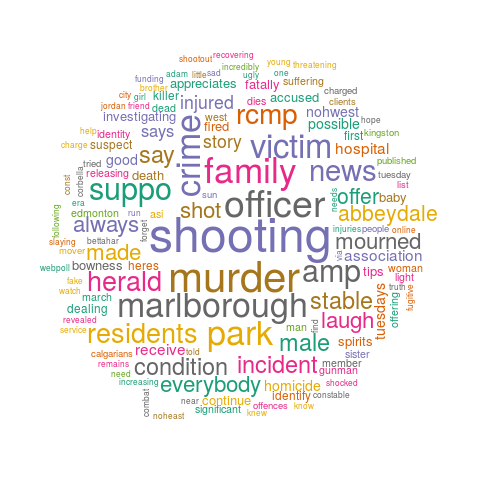 shootout recovering
incredibly young threatening
funding adam little sad ugly one
brother appreciates suffering
city girl killer fatally charged
jordan friend dead injured dies accused clients
investigating west rcmp nohwest
help identity says fired possible first hope kingston
charge suspect good say story victim hospital published
tried crime tuesday
releasing death family news list
const corbella suppo officer offer needs baby
era sun abbeydale
edmonton run asi shot
following always forget shooting via injuries people online
slaying bettahar mourned
mover made association truth
webpoll bowness heres herald murder amp tips woman light
fake
watch march marlborough stable tuesdays offering fugitive
revealed dealing
service residents park man find laugh
calgarians receive told male spirits
remains condition incident sister member gunman
need everybody homicide shocked
increasing combat identify constable
near continue offences know
significant knew
noheast